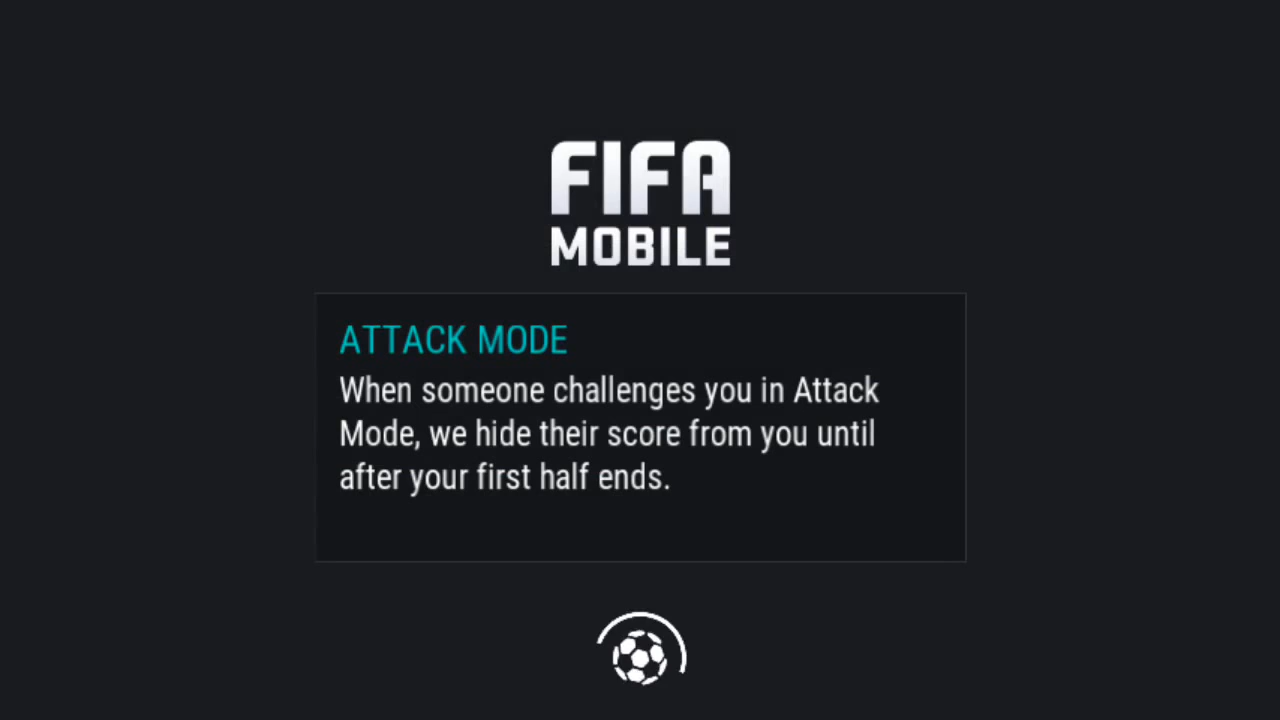 FIFA
MOBILE
ATTACK MODE
When someone challenges you in Attack
Mode, we hide their score from you until
after your first half ends.